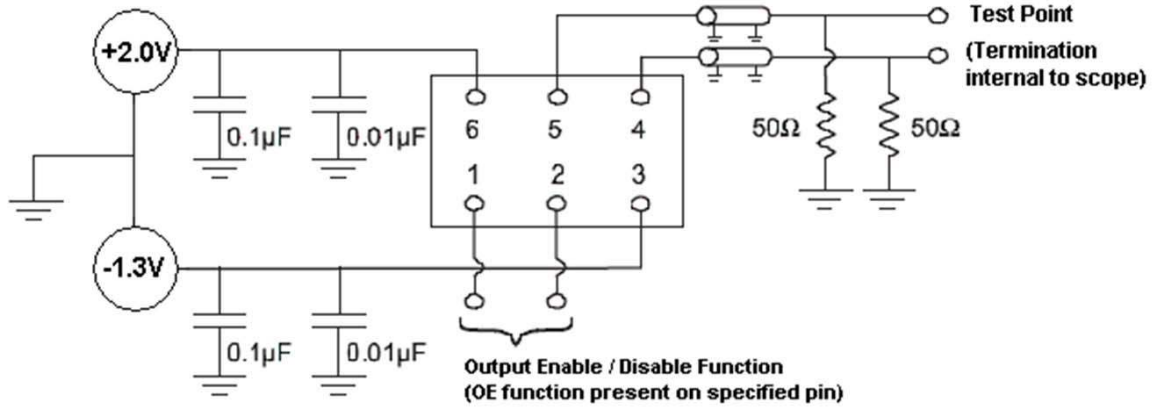 +2.0V
Test Point
(Termination
internal to scope)
0.1µF
0.01µF
6 5 4
50Ω
50Ω
1 2 3
-1.3V
0.1µF
0.01µF
Output Enable / Disable Function
(OE function present on specified pin)